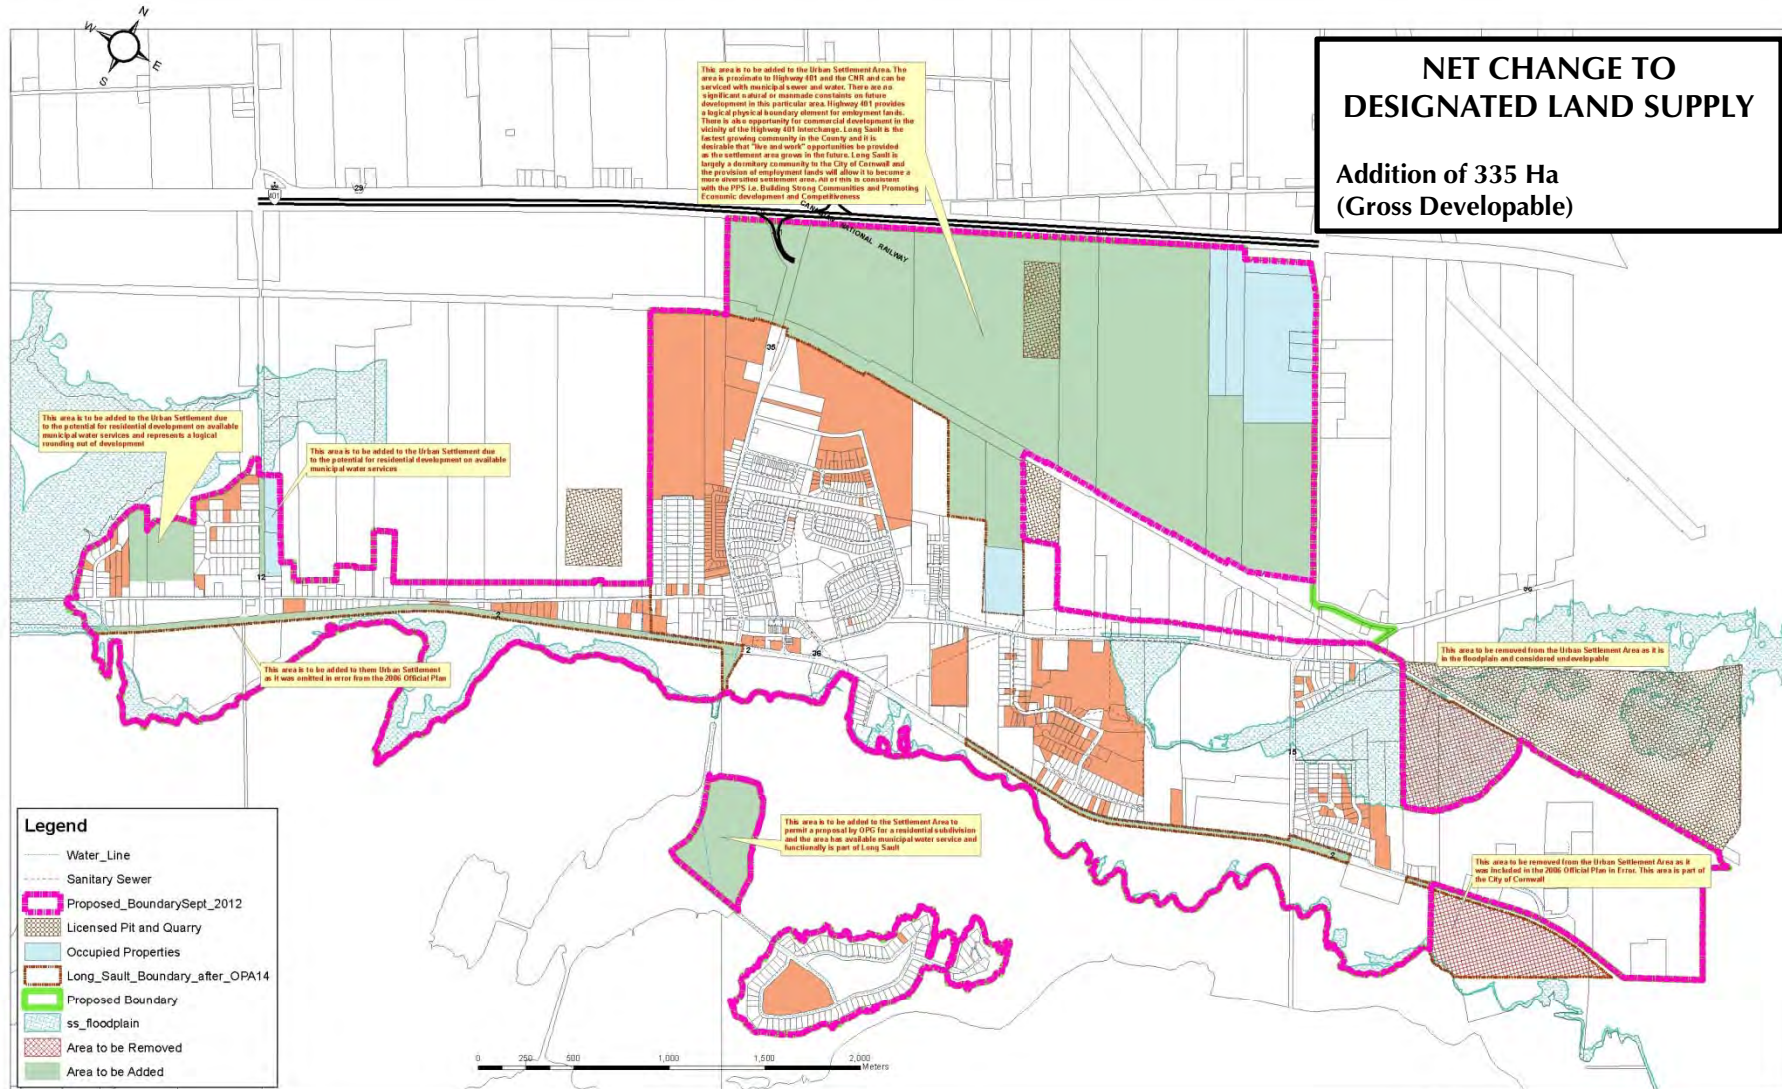 N
W
E
S
NET CHANGE TO
DESIGNATED LAND SUPPLY
Addition of 335 Ha
(Gross Developable)
This area is to be added to the Urban Settlement Area. The
area is proximate to Highway 401 and the CNR and can be
serviced with municipal sewer and water. There are no
significant natural or manmade constaints on future
development in this particular area. Highway 401 provides
a logical physical boundary element for emloyment lands.
There is also opportunity for commercial development in the
vicinity of the Highway 401 Interchange. Long Sault is the
fastest growing community in the County and it is
desirable that "live and work" opportunities be provided
as the settlement area grows in the future. Long Sault is
largely a dormitory community to the City of Cornwall and
the provision of employment lands will allow it to become a
more diversified settlement area. All of this is consistent
with the PPS i.e. Building Strong Communities and Promoting
Economic development and Competitiveness
401
29
NATIONAL RAILWAY
35
This area is to be added to the Urban Settlement due
to the potential for residential development on available
municipal water services and represents a logical
rounding out of development
This area is to be added to the Urban Settlement due
to the potential for residential development on available
municipal water services
12
2
2
36
This area is to be added to them Urban Settlement
as it was omitted in error from the 2006 Official Plan
This area to be removed from the Urban Settlement Area as it is
in the floodplain and considered undevelopable
15
2
This area is to be added to the Settlement Area to
permit a proposal by OPG for a residential subdivision
and the area has available municipal water service and
functionally is part of Long Sault
This area to be removed from the Urban Settlement Area as it
was included in the 2006 Official Plan in Error. This area is part of
the City of Cornwall
Legend
Water_Line
Sanitary Sewer
Proposed_BoundarySept_2012
Licensed Pit and Quarry
Occupied Properties
Long_Sault_Boundary_after_OPA14
Proposed Boundary
ss_floodplain
Area to be Removed
Area to be Added
0 250 500 1,000 1,500 2,000
Meters